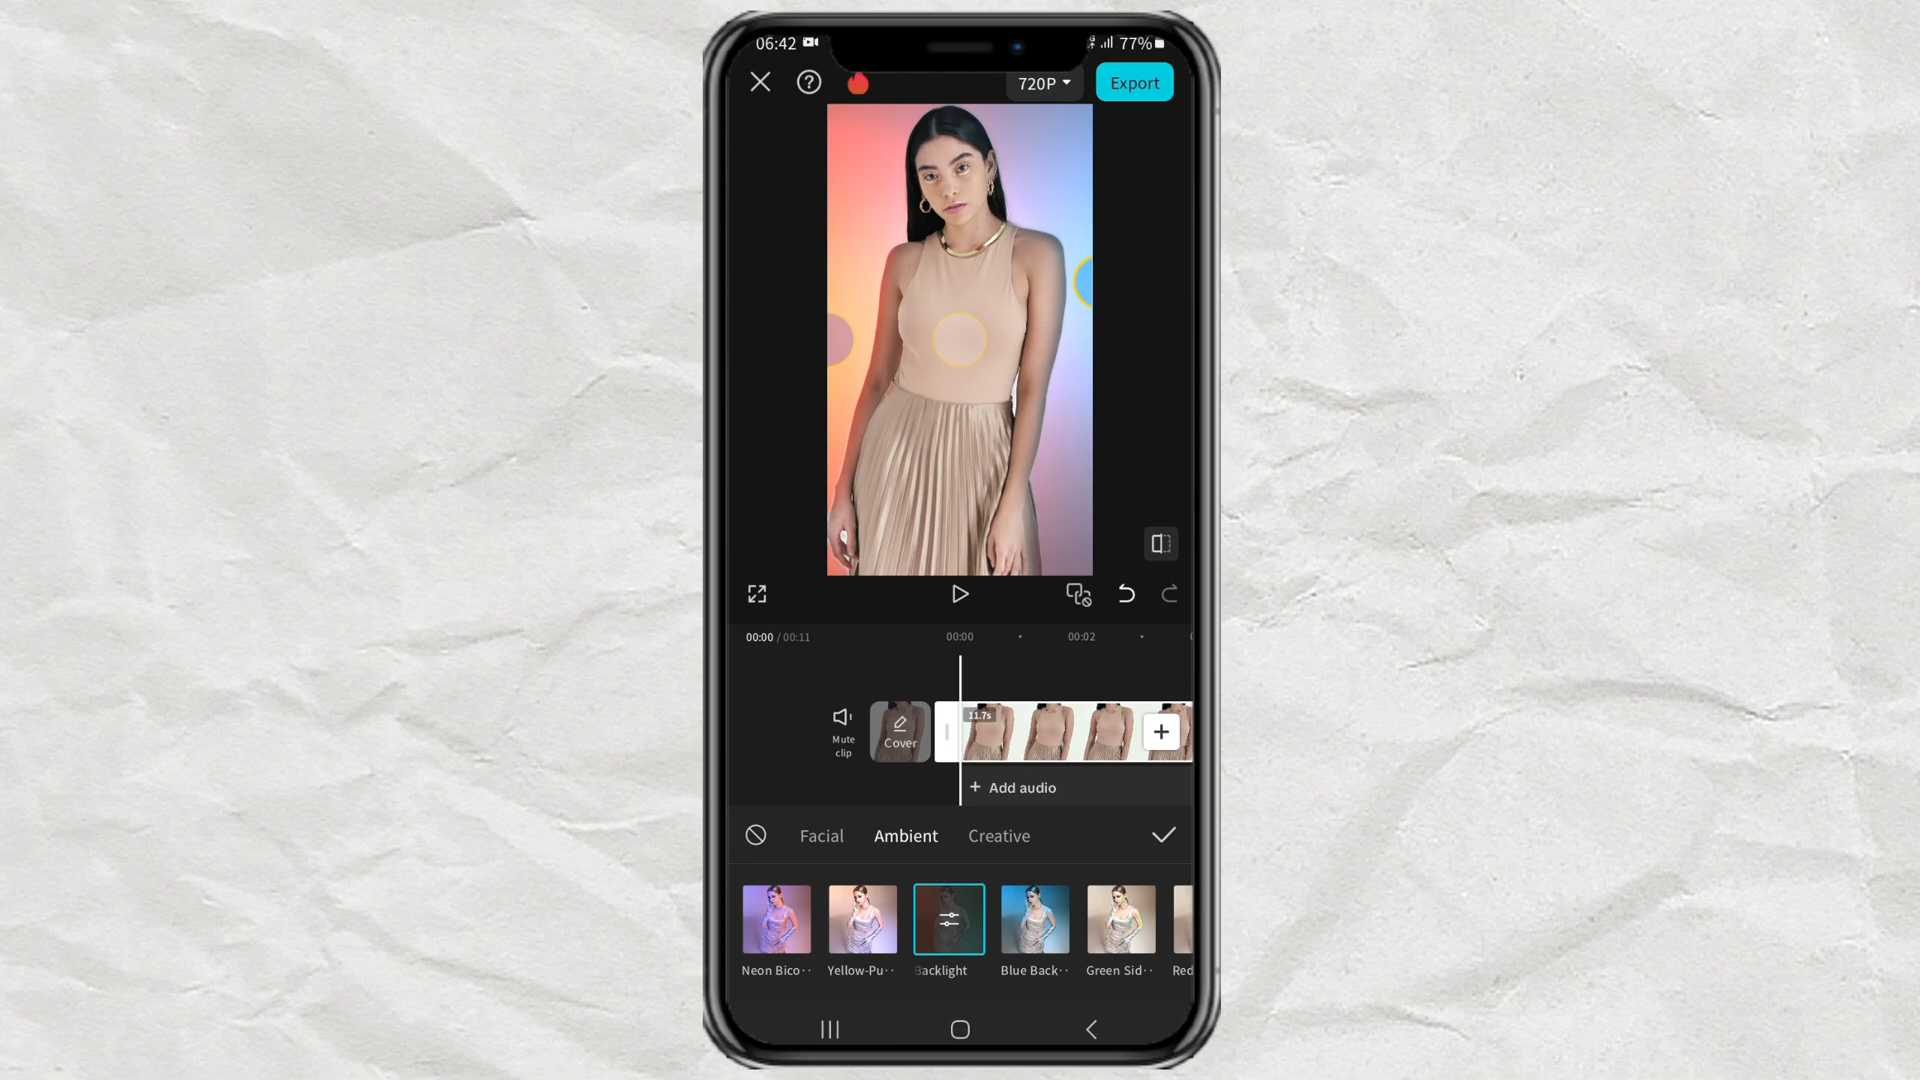 06:42 77%
720P Export
00:00 / 00:11 00:00 00:02
11.7s
Mute
clip
Cover
+ Add audio
Facial Ambient Creative
Neon Bico·· Yellow-Pu·· Backlight Blue Back·· Green Sid·· Red